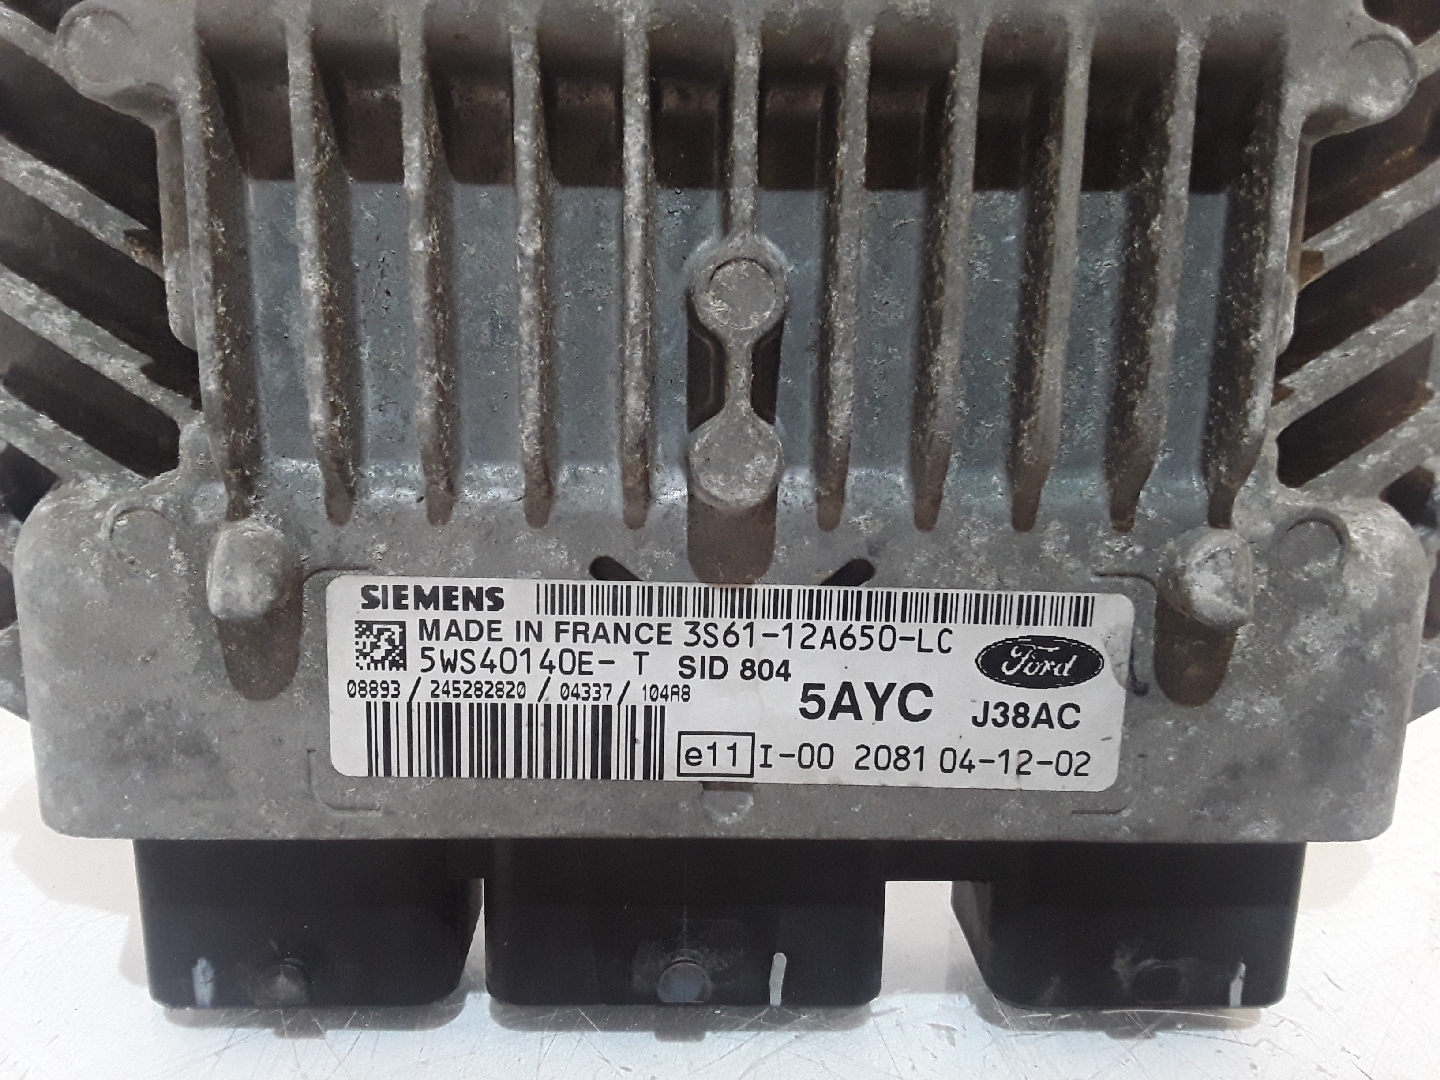 SIEMENS
MADE IN FRANCE 3S61-12A650-LC
5WS40140E- T SID 804
Ford
08893 / 245282820 / 04337 / 104A8
5AYC J38AC
e11 I-00 2081 04-12-02